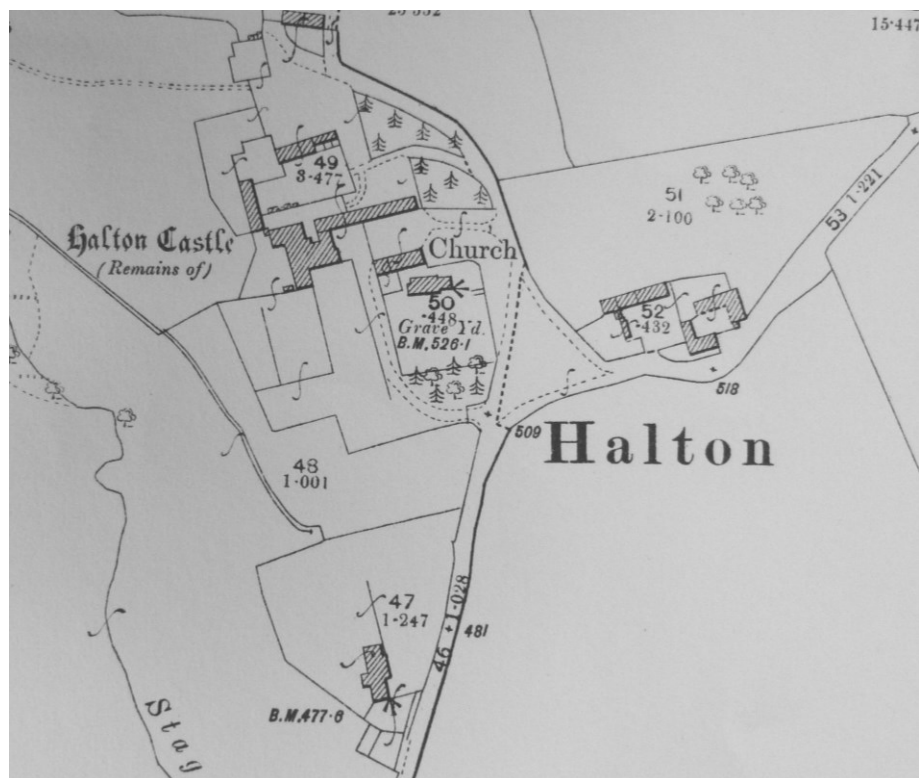 15·447
49
3·477
51
2·100
53 1·221
Halton Castle
(Remains of)
Church
50
·448
Grave Yd.
B.M.526·1
52
·432
518
509
Halton
48
1·001
47
1·247
46
1·028
481
B.M.477·6
Stag